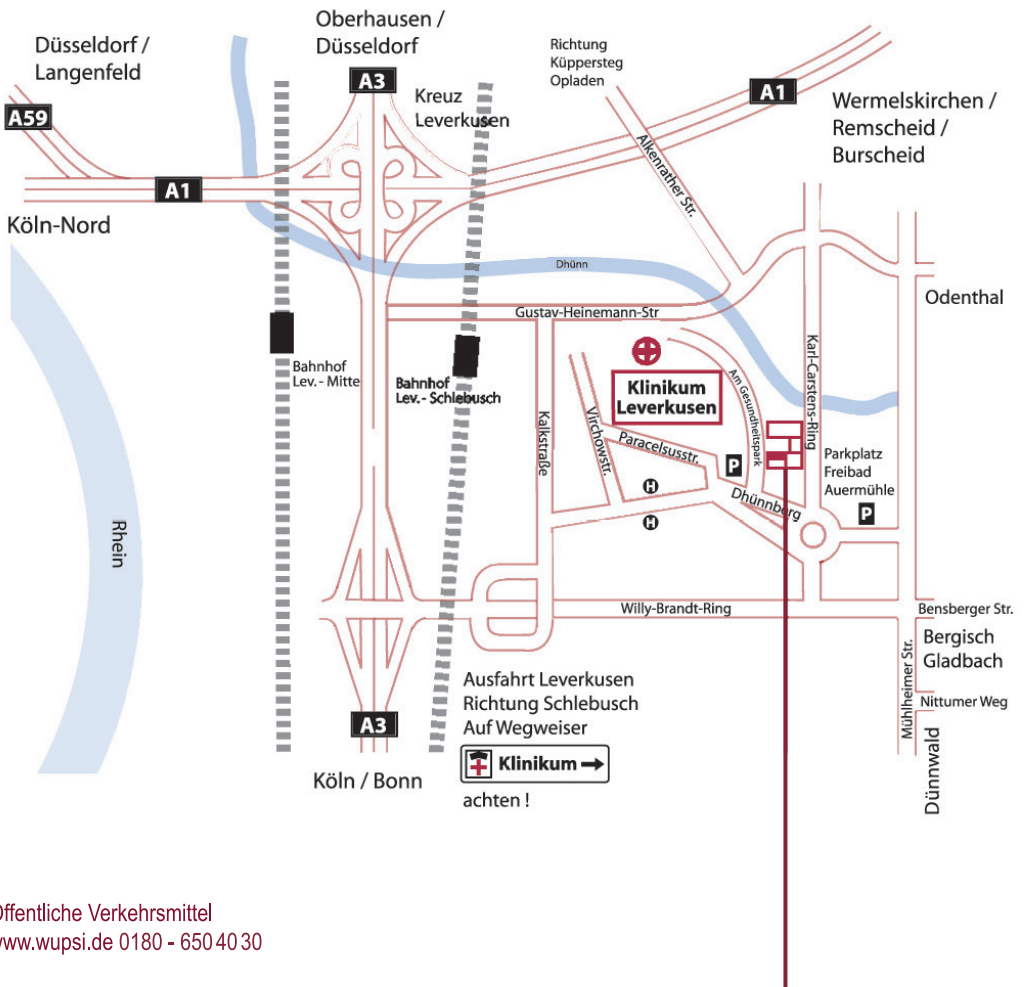 Oberhausen /
Düsseldorf
Düsseldorf /
Langenfeld
Richtung
Küppersteg
Opladen
A3
Kreuz
Leverkusen
A1
A59
Wermelskirchen /
Remscheid /
Burscheid
Alkenrather Str.
A1
Köln-Nord
Dhünn
Odenthal
Gustav-Heinemann-Str
Bahnhof
Lev. - Mitte
Bahnhof
Lev. - Schlebusch
Klinikum
Leverkusen
Am Gesundheitspark
Karl-Carstens-Ring
Kalkstraße
Virchowstr.
Paracelsusstr.
P
Parkplatz
Freibad
Auermühle
P
H
H
Dhünnberg
Rhein
Willy-Brandt-Ring
Bensberger Str.
Bergisch
Gladbach
Mühlheimer Str.
Nittumer Weg
Dünnwald
Ausfahrt Leverkusen
Richtung Schlebusch
Auf Wegweiser
Klinikum
achten !
A3
Köln / Bonn
Öffentliche Verkehrsmittel
www.wupsi.de 0180 - 650 40 30